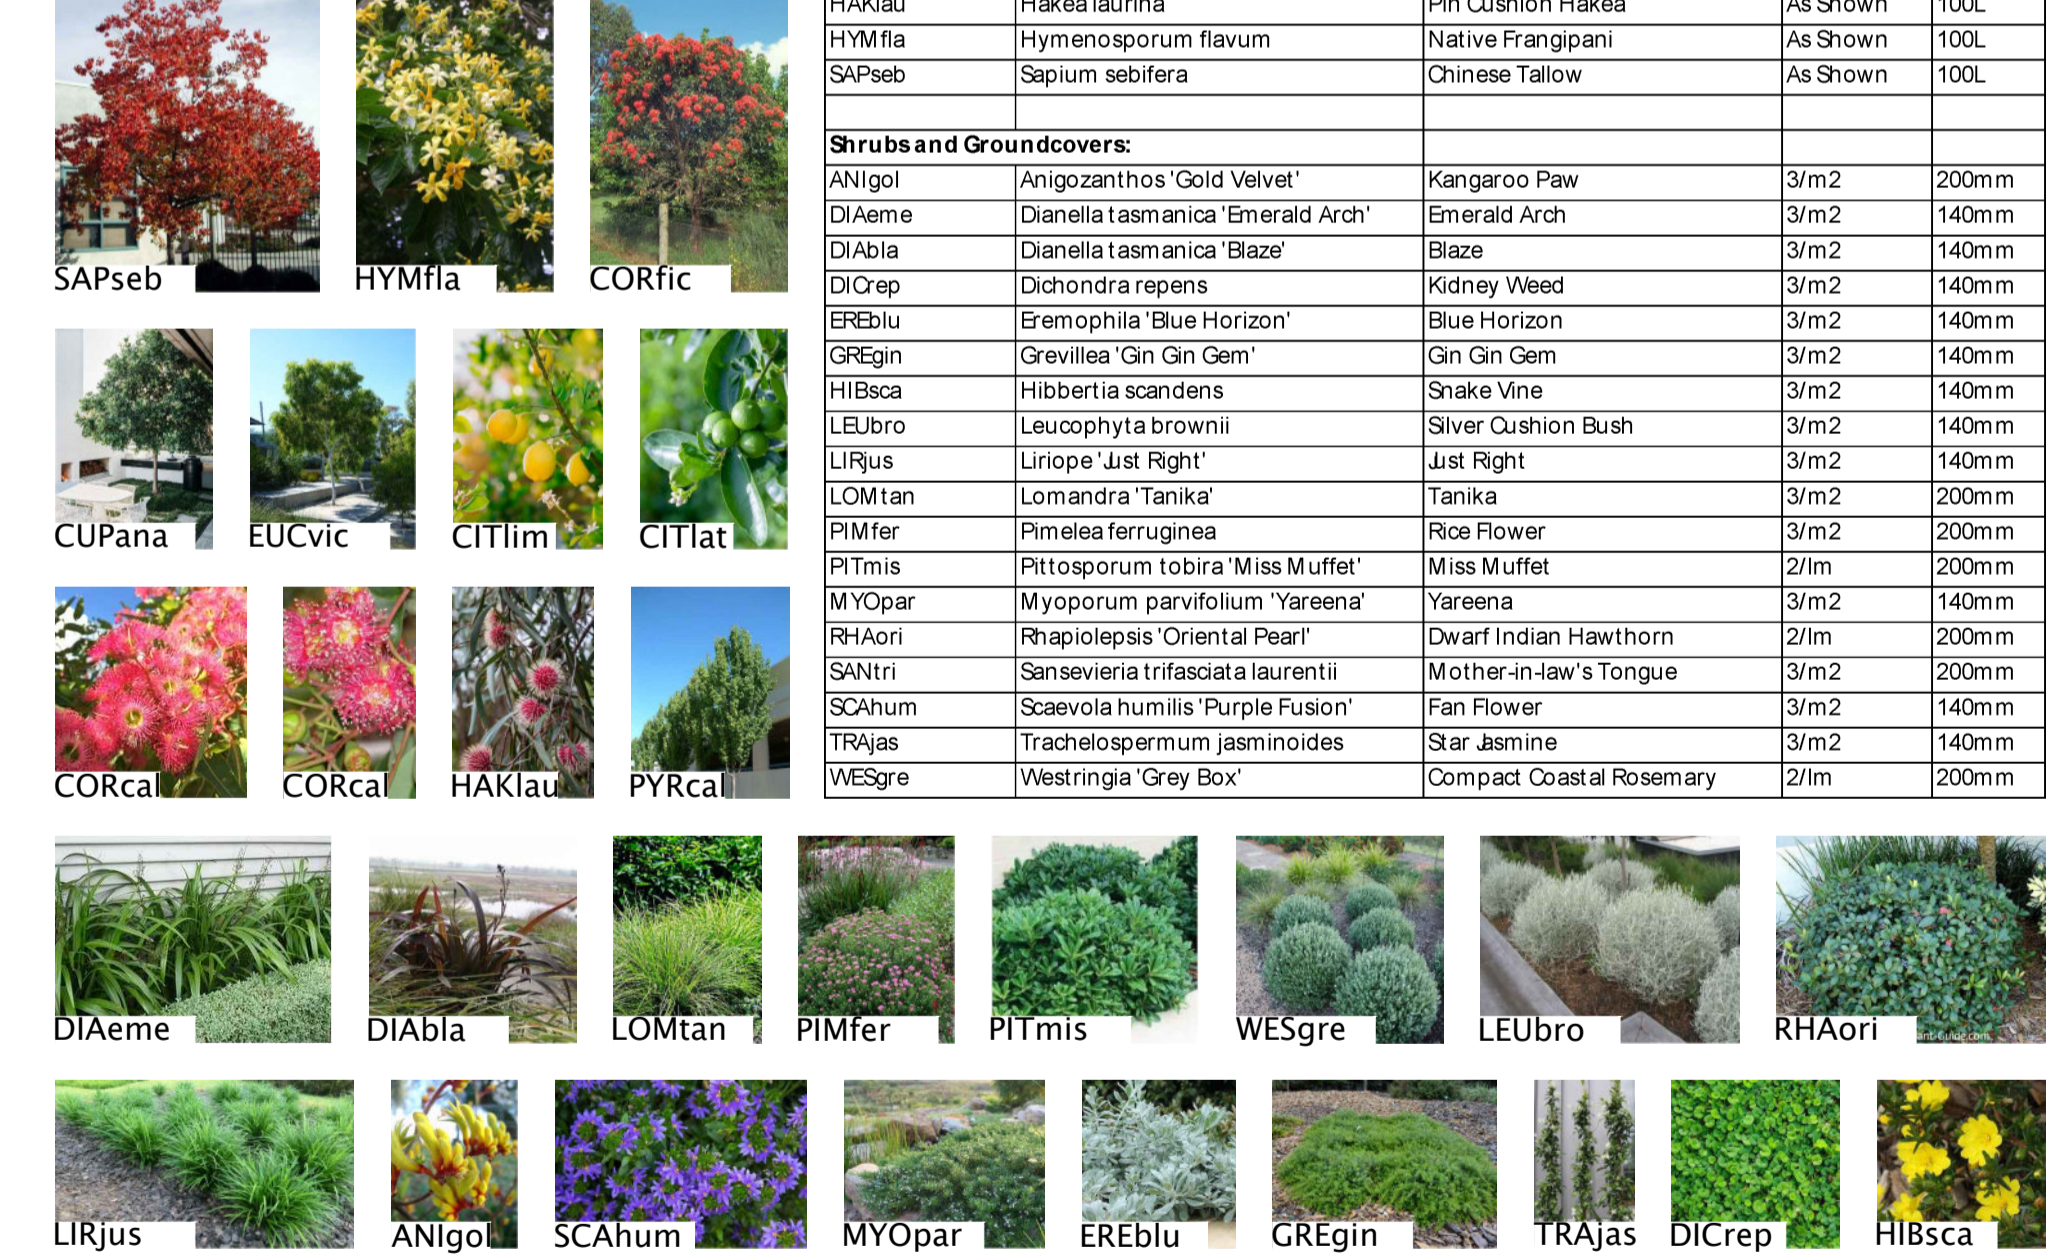 HAKlau Hakea laurina Pin Cushion Hakea As Shown 100L
HYMfla Hymenosporum flavum Native Frangipani As Shown 100L
SAPseb Sapium sebifera Chinese Tallow As Shown 100L
Shrubs and Groundcovers:
ANIgol Anigozanthos 'Gold Velvet' Kangaroo Paw 3/m2 200mm
DIAeme Dianella tasmanica 'Emerald Arch' Emerald Arch 3/m2 140mm
DIAbla Dianella tasmanica 'Blaze' Blaze 3/m2 140mm
DICrep Dichondra repens Kidney Weed 3/m2 140mm
EREblu Eremophila 'Blue Horizon' Blue Horizon 3/m2 140mm
GREgin Grevillea 'Gin Gin Gem' Gin Gin Gem 3/m2 140mm
HIBsca Hibbertia scandens Snake Vine 3/m2 140mm
LEUbro Leucophyta brownii Silver Cushion Bush 3/m2 140mm
LIRjus Liriope 'Just Right' Just Right 3/m2 140mm
LOMtan Lomandra 'Tanika' Tanika 3/m2 200mm
PIMfer Pimelea ferruginea Rice Flower 3/m2 200mm
PITmis Pittosporum tobira 'Miss Muffet' Miss Muffet 2/lm 200mm
MYOpar Myoporum parvifolium 'Yareena' Yareena 3/m2 140mm
RHAori Rhapiolepsis 'Oriental Pearl' Dwarf Indian Hawthorn 2/lm 200mm
SANtri Sansevieria trifasciata laurentii Mother-in-law's Tongue 3/m2 200mm
SCAhum Scaevola humilis 'Purple Fusion' Fan Flower 3/m2 140mm
TRAjas Trachelospermum jasminoides Star Jasmine 3/m2 140mm
WESgre Westringia 'Grey Box' Compact Coastal Rosemary 2/lm 200mm
SAPseb HYMfla CORfic
CUPana EUCvic CITlim CITlat
CORcal CORcal HAKlau PYRcal
DIAeme DIAbla LOMtan PIMfer PITmis WESgre LEUbro RHAori
ant-Guide.com
LIRjus ANIgol SCAhum MYOpar EREblu GREgin TRAjas DICrep HIBsca